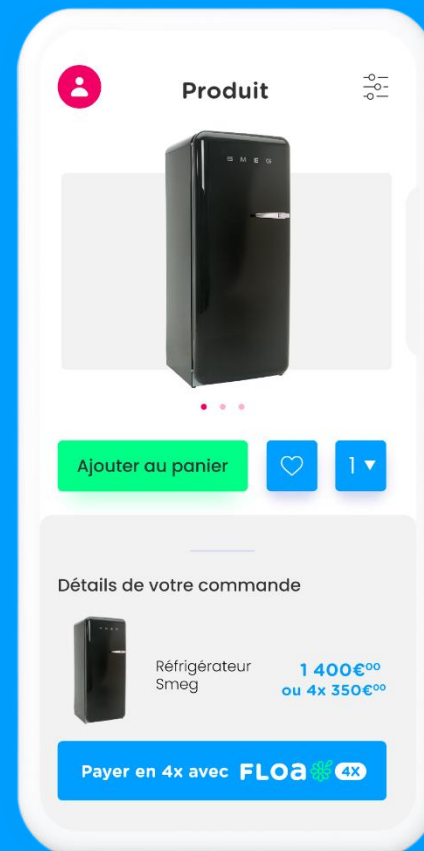 Produit
SMEG
Ajouter au panier
1
Détails de votre commande
Réfrigérateur
Smeg
1 400€00
ou 4x 350€00
Payer en 4x avec FLOa 4X